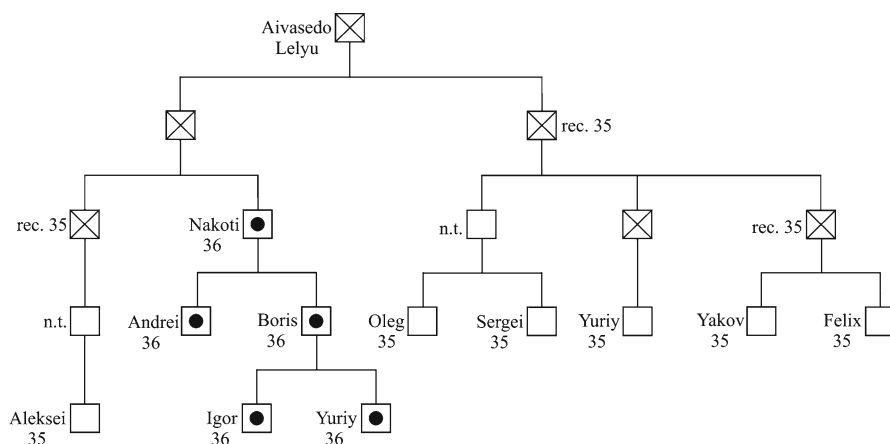 Aivasedo
Lelyu
rec. 35
rec. 35
Nakoti
36
n.t.
rec. 35
n.t.
Andrei
36
Boris
36
Oleg
35
Sergei
35
Yuriy
35
Yakov
35
Felix
35
Aleksei
35
Igor
36
Yuriy
36